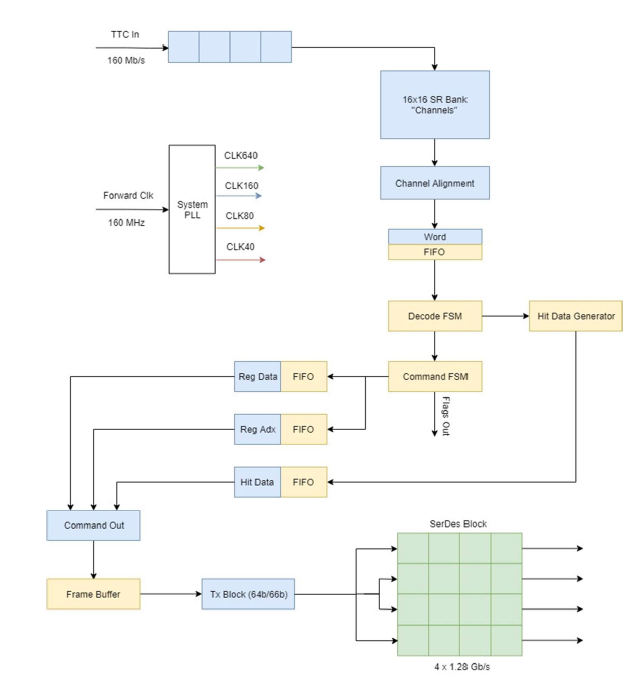 TTC In
160 Mb/s
16x16 SR Bank:
"Channels"
Channel Alignment
Word
FIFO
Forward Clk
160 MHz
System
PLL
CLK640
CLK160
CLK80
CLK40
Decode FSM
Hit Data Generator
Command FSM
Flags Out
Reg Data
FIFO
Reg Adx
FIFO
Hit Data
FIFO
Command Out
Frame Buffer
Tx Block (64b/66b)
SerDes Block
4 x 1.28 Gb/s